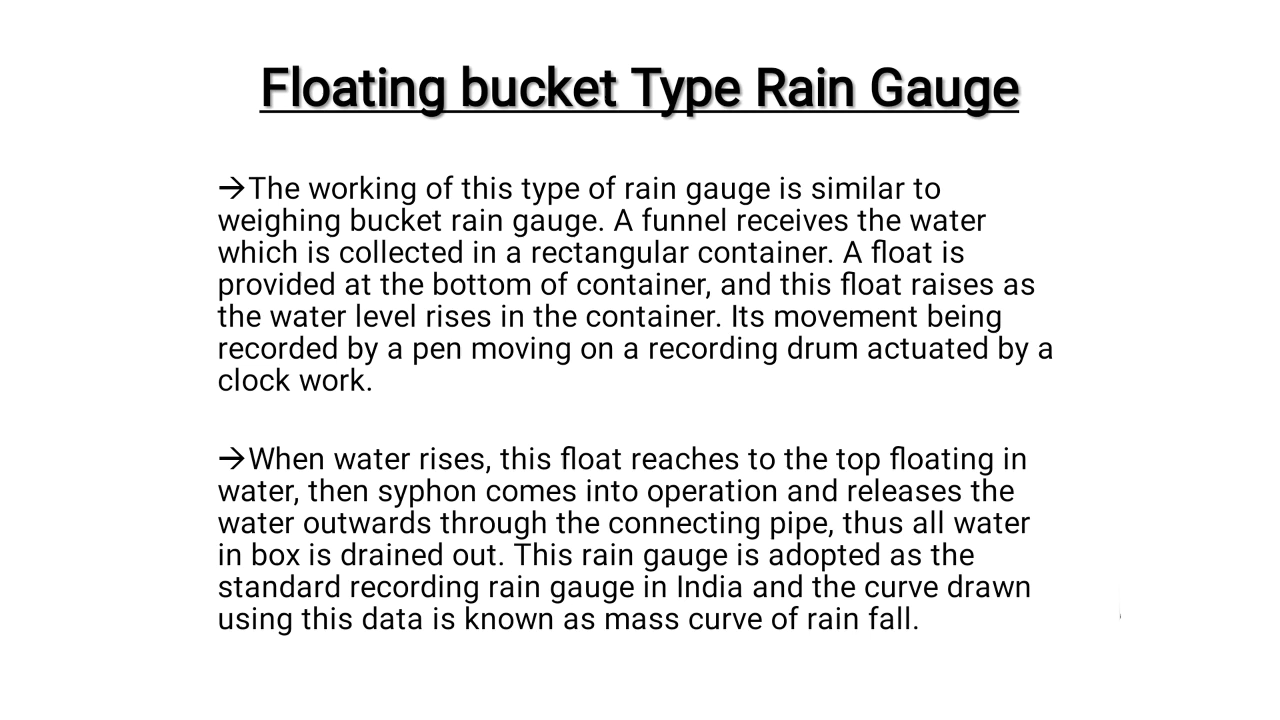 Floating bucket Type Rain Gauge
→The working of this type of rain gauge is similar to
weighing bucket rain gauge. A funnel receives the water
which is collected in a rectangular container. A float is
provided at the bottom of container, and this float raises as
the water level rises in the container. Its movement being
recorded by a pen moving on a recording drum actuated by a
clock work.
→When water rises, this float reaches to the top floating in
water, then syphon comes into operation and releases the
water outwards through the connecting pipe, thus all water
in box is drained out. This rain gauge is adopted as the
standard recording rain gauge in India and the curve drawn
using this data is known as mass curve of rain fall.